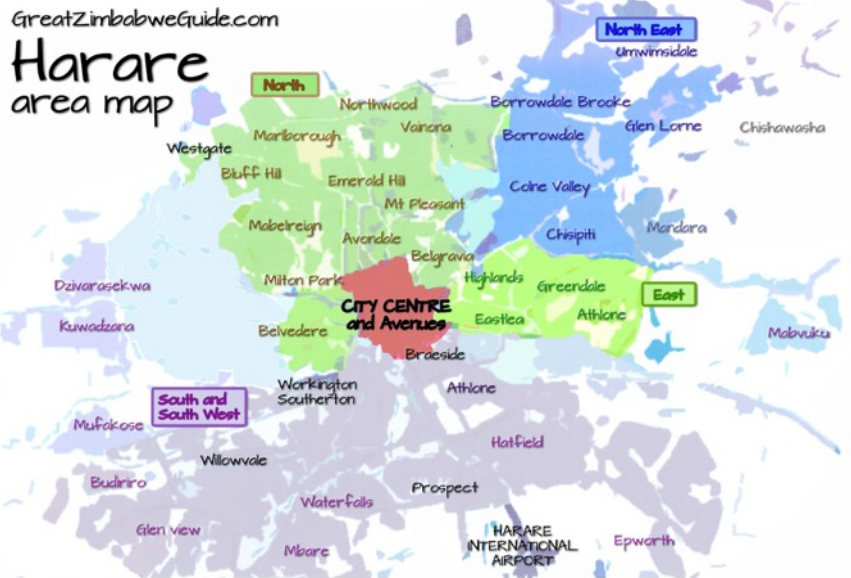 GreatZimbabweGuide.com
Harare
area map
North East
Umwimsidale
North
Northwood
Borrowdale Brooke
Marlborough
Vainona
Borrowdale
Glen Lorne
Chishawasha
Westgate
Bluff Hill
Emerald Hill
Colne Valley
Mt Pleasant
Mabelreign
Avondale
Chisipiti
Mandara
Belgravia
Milton Park
Highlands
Greendale
East
Dzivarasekwa
CITY CENTRE
and Avenues
Eastlea
Athlone
Kuwadzana
Belvedere
Mabvuku
Braeside
Workington
Southerton
Athlone
South and
South West
Mufakose
Hatfield
Willowvale
Budiriro
Prospect
Waterfalls
Glen view
HARARE
INTERNATIONAL
AIRPORT
Epworth
Mbare